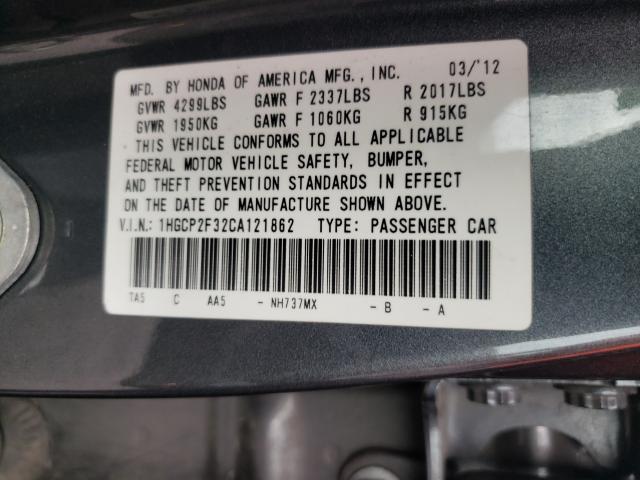 MFD. BY HONDA OF AMERICA MFG., INC. 03/'12
GVWR 4299LBS GAWR F 2337LBS R 2017LBS
GVWR 1950KG GAWR F 1060KG R 915KG
THIS VEHICLE CONFORMS TO ALL APPLICABLE
FEDERAL MOTOR VEHICLE SAFETY, BUMPER,
AND THEFT PREVENTION STANDARDS IN EFFECT
ON THE DATE OF MANUFACTURE SHOWN ABOVE.
V.I.N.: 1HGCP2F32CA121862 TYPE: PASSENGER CAR
TA5 C AA5 - NH737MX - B - A